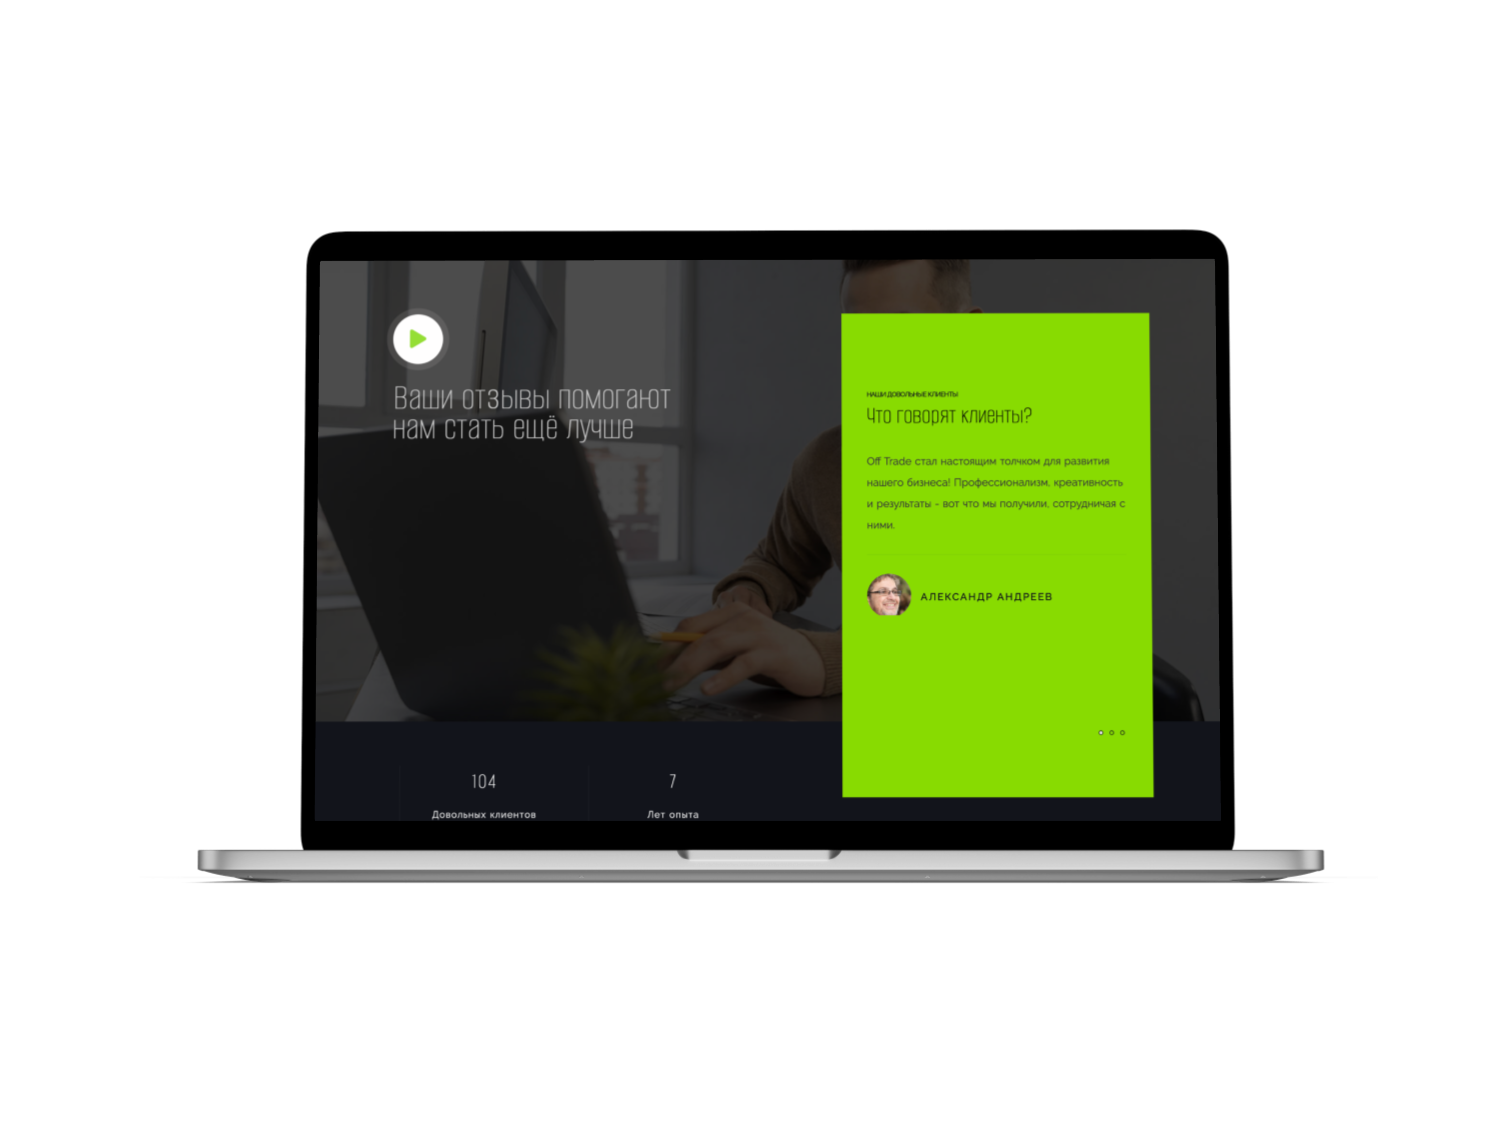 Ваши отзывы помогают
нам стать ещё лучше
НАШИ ДОВОЛЬНЫЕ КЛИЕНТЫ
Что говорят клиенты?
Off Trade стал настоящим толчком для развития
нашего бизнеса! Профессионализм, креативность
и результаты - вот что мы получили, сотрудничая с
ними.
АЛЕКСАНДР АНДРЕЕВ
104
Довольных клиентов
7
Лет опыта